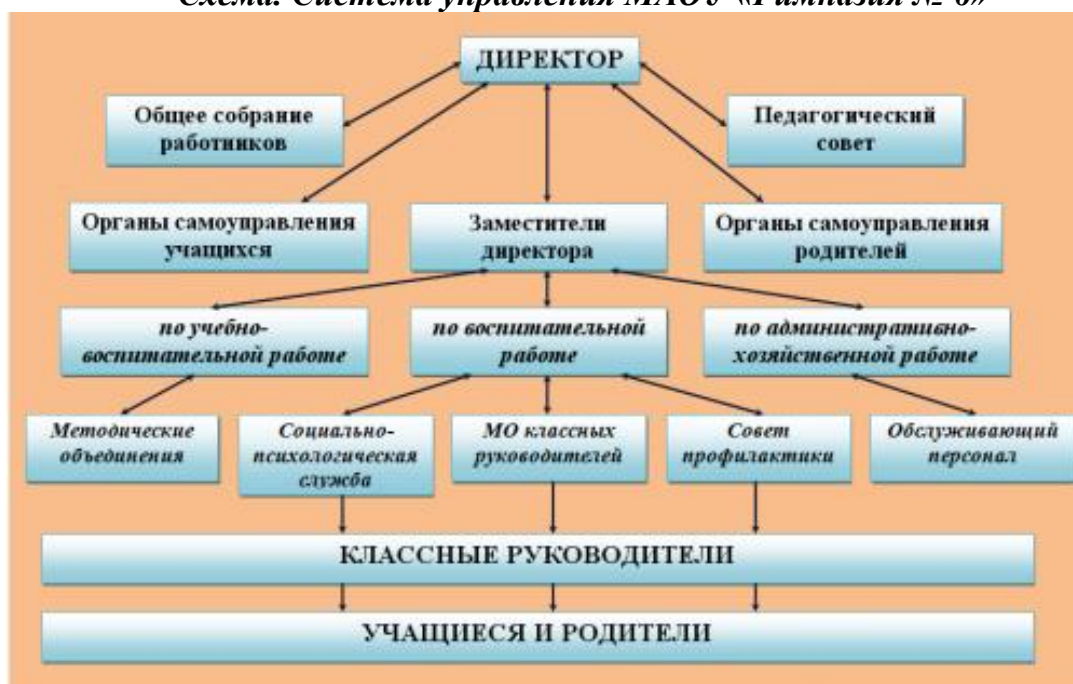 Схема. Система управления МАОУ «Гимназия № 6»
ДИРЕКТОР
Общее собрание
работников
Педагогический
совет
Органы самоуправления
учащихся
Заместители
директора
Органы самоуправления
родителей
по учебно-
воспитательной работе
по воспитательной
работе
по административно-
хозяйственной работе
Методические
объединения
Социально-
психологическая
служба
МО классных
руководителей
Совет
профилактики
Обслуживающий
персонал
КЛАССНЫЕ РУКОВОДИТЕЛИ
УЧАЩИЕСЯ И РОДИТЕЛИ